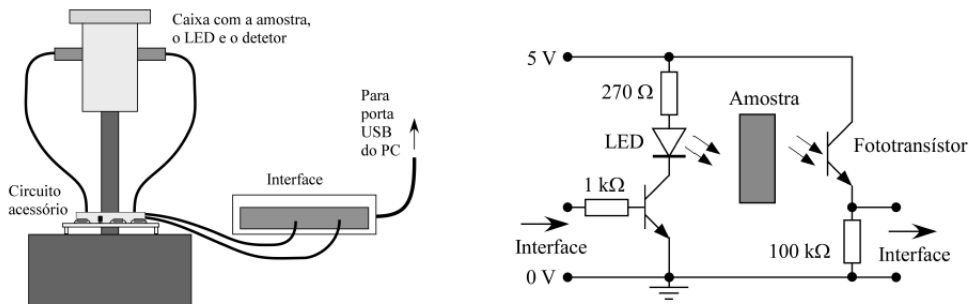 Caixa com a amostra,
o LED e o detetor
Para
porta
USB
do PC
Interface
Circuito
acessório
5 V
270 Ω
LED
Amostra
Fototransístor
1 kΩ
Interface
100 kΩ
Interface
0 V